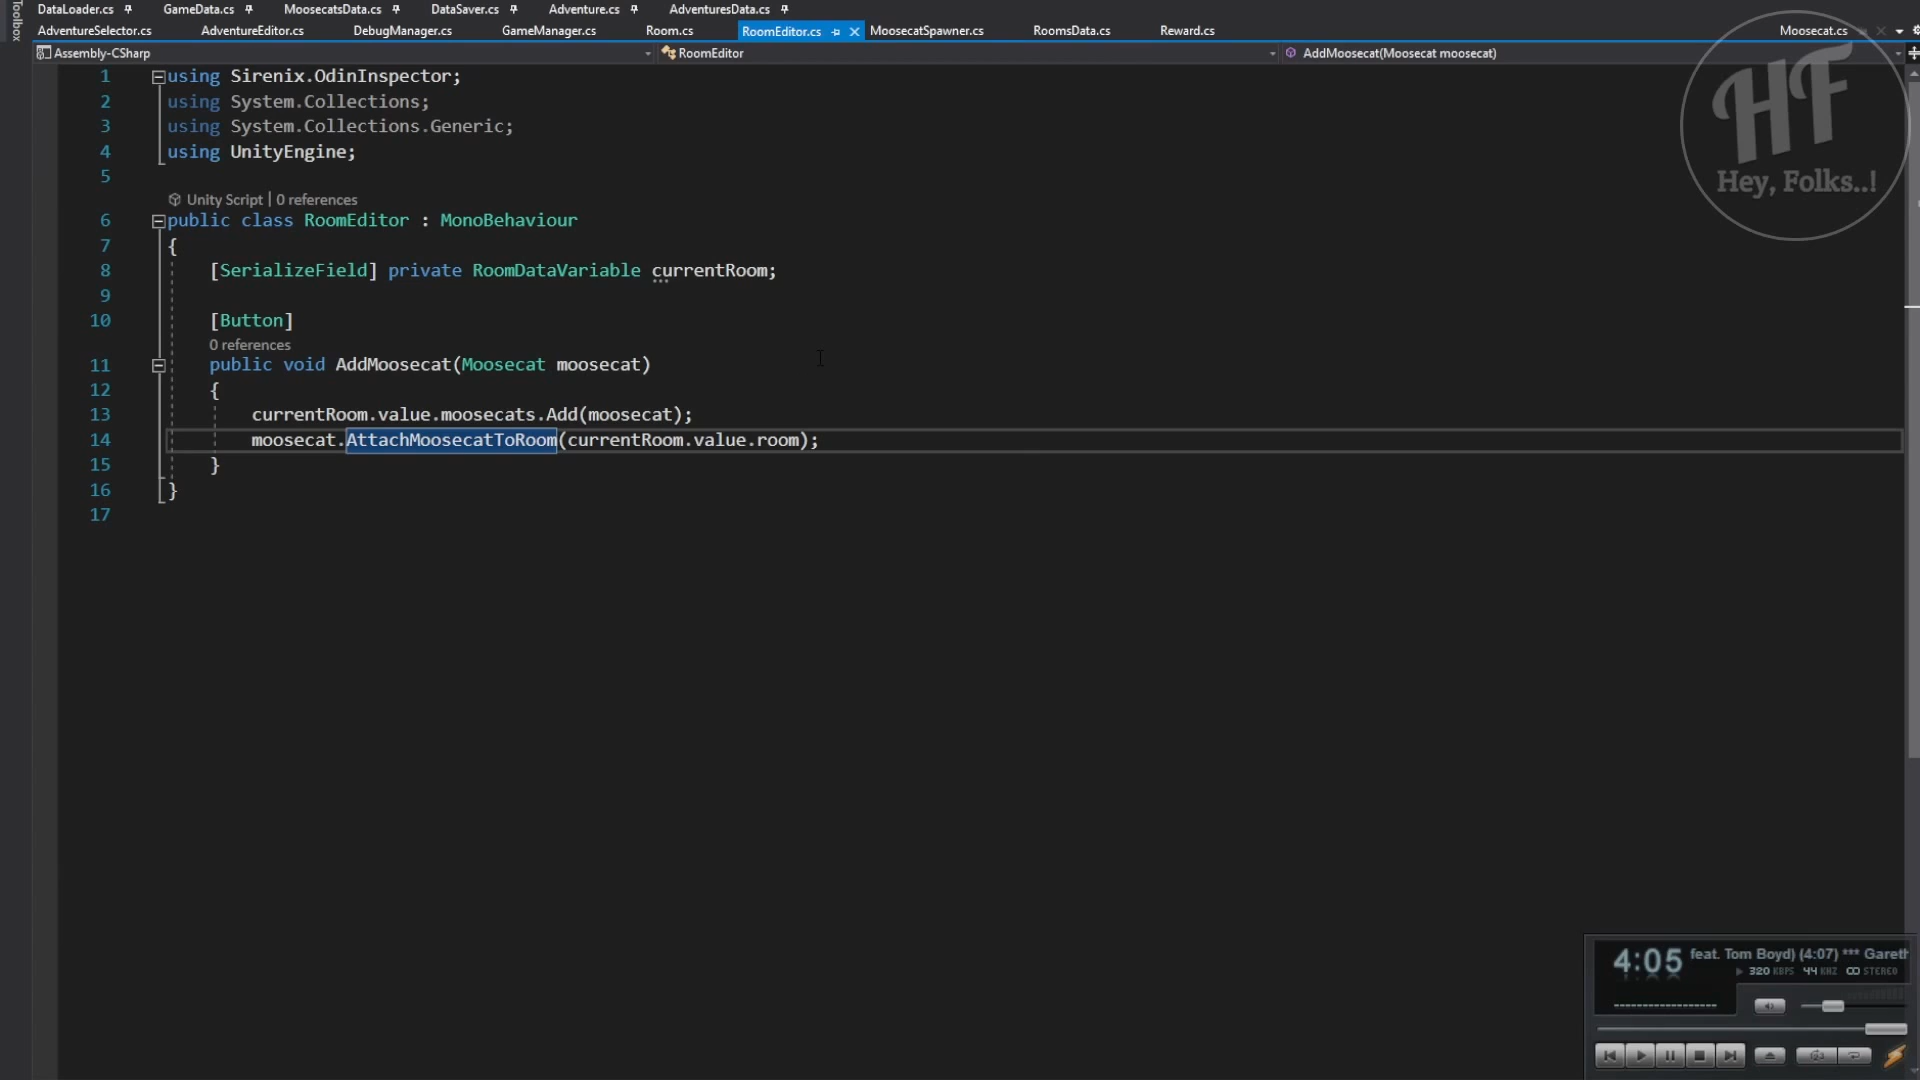 Toolbox
DataLoader.cs
GameData.cs
MoosecatsData.cs
DataSaver.cs
Adventure.cs
AdventuresData.cs
AdventureSelector.cs
AdventureEditor.cs
DebugManager.cs
GameManager.cs
Room.cs
RoomEditor.cs
MoosecatSpawner.cs
RoomsData.cs
Reward.cs
Moosecat.cs
Assembly-CSharp
RoomEditor
AddMoosecat(Moosecat moosecat)
1 using Sirenix.OdinInspector;
2 using System.Collections;
3 using System.Collections.Generic;
4 using UnityEngine;
5
Unity Script | 0 references
6 public class RoomEditor : MonoBehaviour
7 {
8 [SerializeField] private RoomDataVariable currentRoom;
9
10 [Button]
0 references
11 public void AddMoosecat(Moosecat moosecat)
12 {
13 currentRoom.value.moosecats.Add(moosecat);
14 moosecat.AttachMoosecatToRoom(currentRoom.value.room);
15 }
16 }
17
HF
Hey, Folks..!
4:05
feat. Tom Boyd) (4:07) *** Gareth
320 KBPS 44 KHZ STEREO